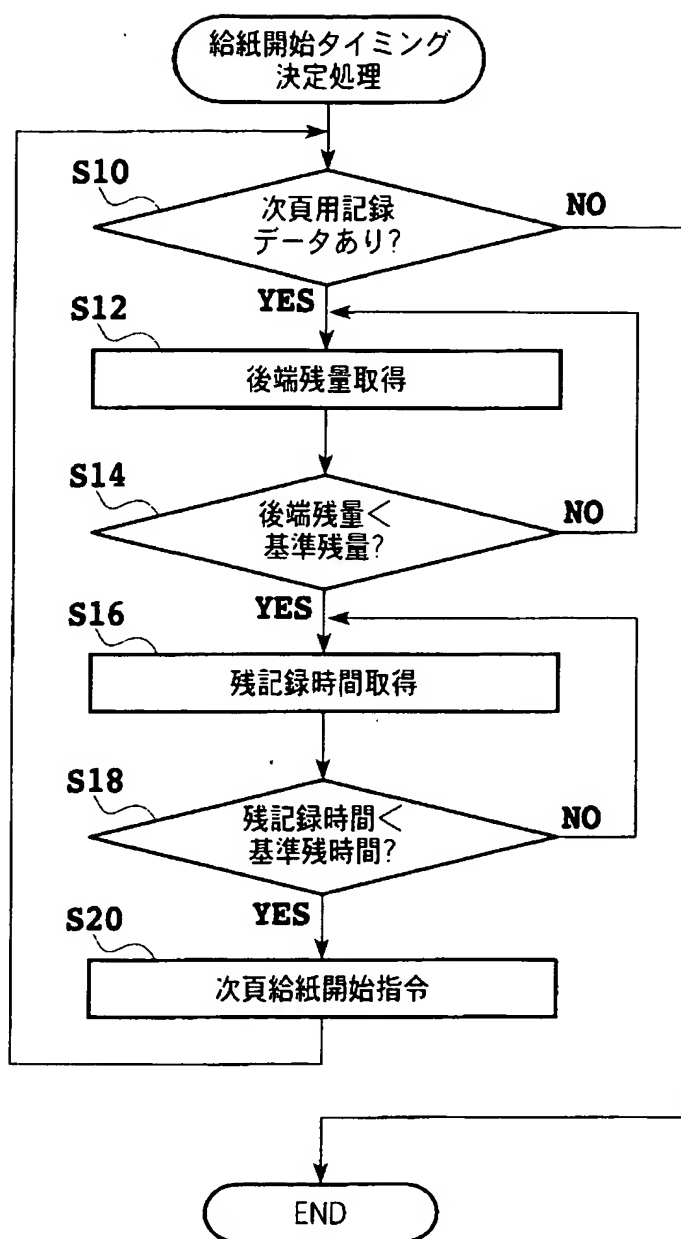 給紙開始タイミング
決定処理
S10
次頁用記録
データあり?
NO
YES
S12
後端残量取得
S14
後端残量<
基準残量?
NO
YES
S16
残記録時間取得
S18
残記録時間<
基準残時間?
NO
YES
S20
次頁給紙開始指令
END